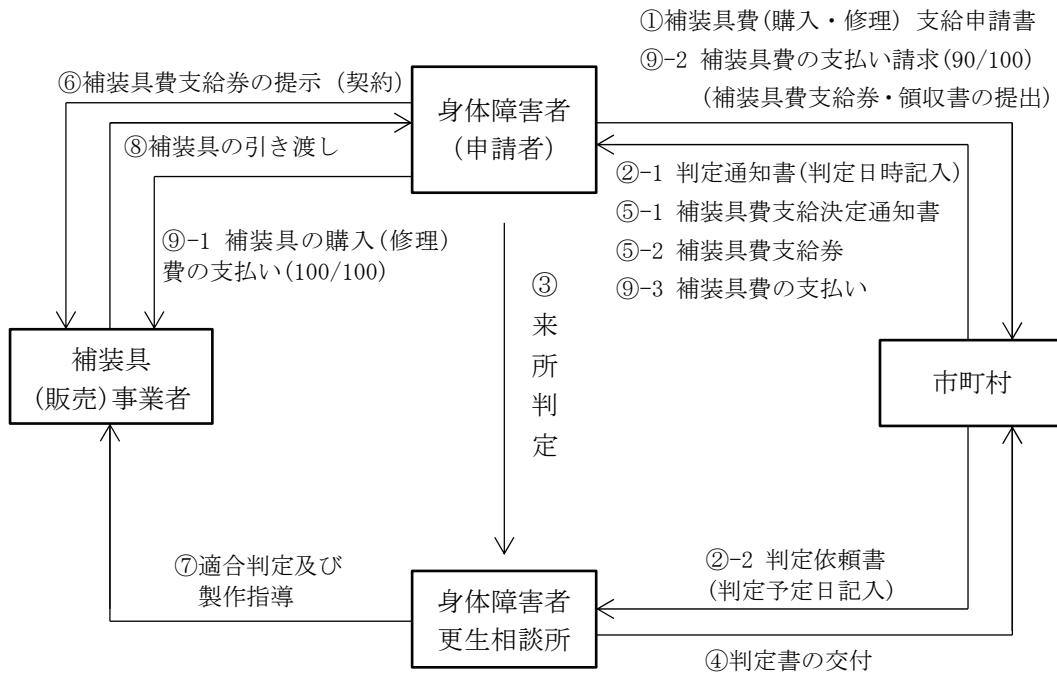 ①補装具費(購入・修理) 支給申請書
⑨-2 補装具費の支払い請求(90/100)
(補装具費支給券・領収書の提出)
⑥補装具費支給券の提示 (契約)
身体障害者
(申請者)
⑧補装具の引き渡し
②-1 判定通知書(判定日時記入)
⑤-1 補装具費支給決定通知書
⑤-2 補装具費支給券
⑨-3 補装具費の支払い
⑨-1 補装具の購入(修理)
費の支払い(100/100)
③
来
所
判
定
補装具
(販売)事業者
市町村
⑦適合判定及び
製作指導
②-2 判定依頼書
(判定予定日記入)
身体障害者
更生相談所
④判定書の交付